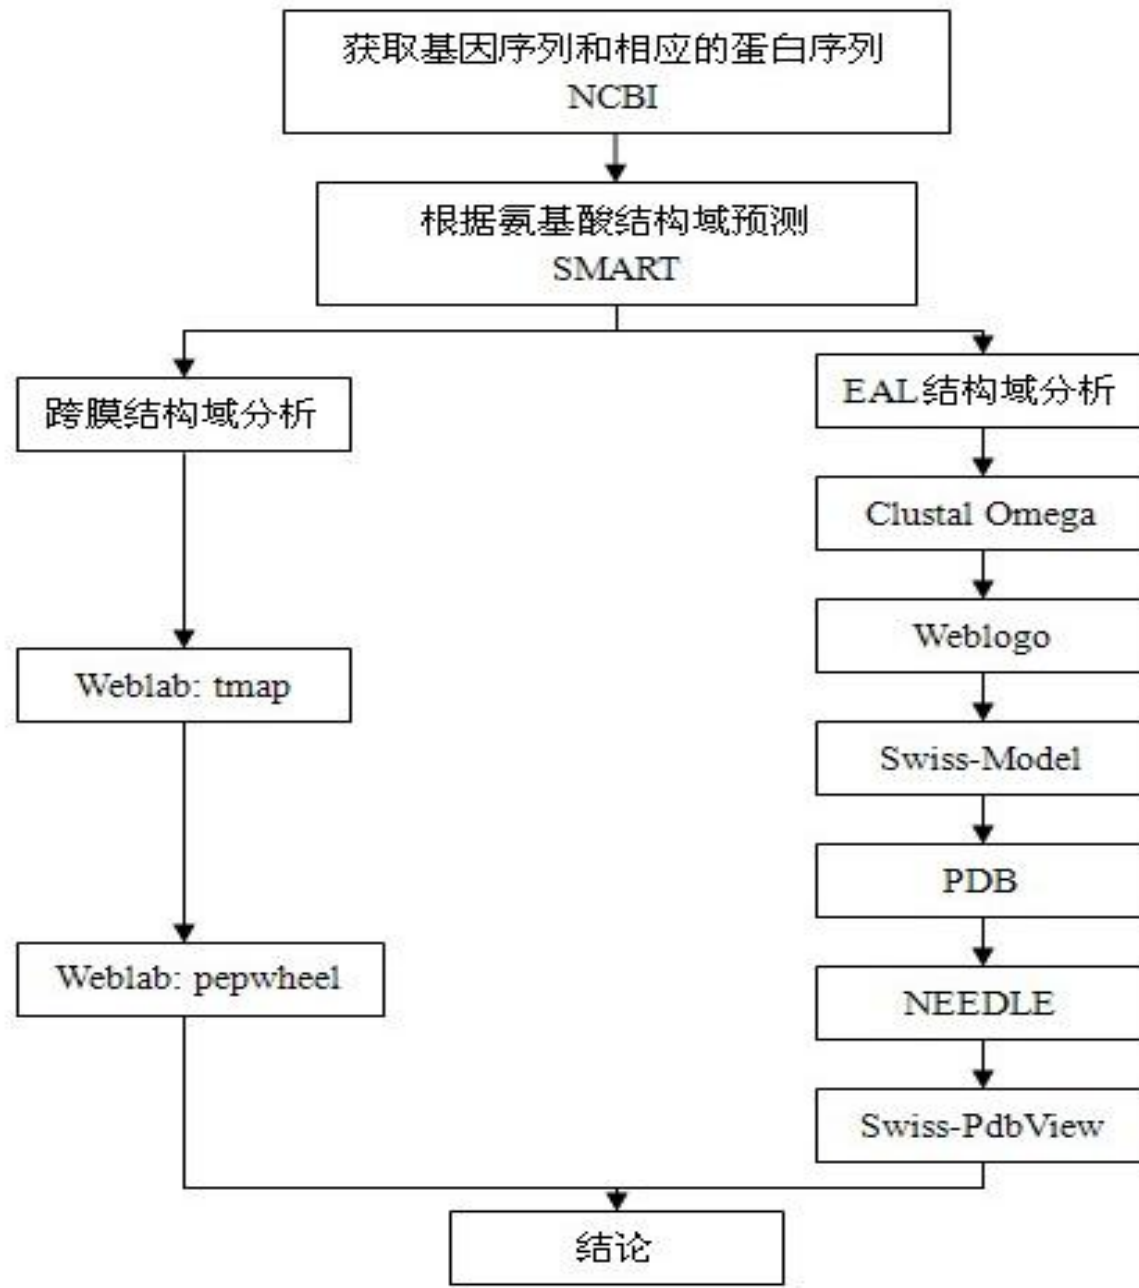 获取基因序列和相应的蛋白序列
NCBI
根据氨基酸结构域预测
SMART
跨膜结构域分析
Weblab: tmap
Weblab: pepwheel
EAL结构域分析
Clustal Omega
Weblogo
Swiss-Model
PDB
NEEDLE
Swiss-PdbView
结论